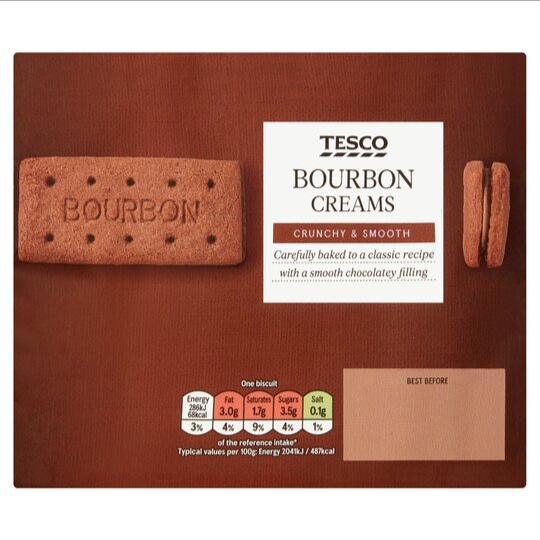 BOURBON
TESCO
BOURBON
CREAMS
CRUNCHY & SMOOTH
Carefully baked to a classic recipe
with a smooth chocolatey filling
BEST BEFORE
One biscuit
Energy
286kJ
68kcal
3%
Fat
3.0g
4%
Saturates
1.7g
9%
Sugars
3.5g
4%
Salt
0.1g
1%
of the reference intake*
Typical values per 100g: Energy 2041kJ / 487kcal